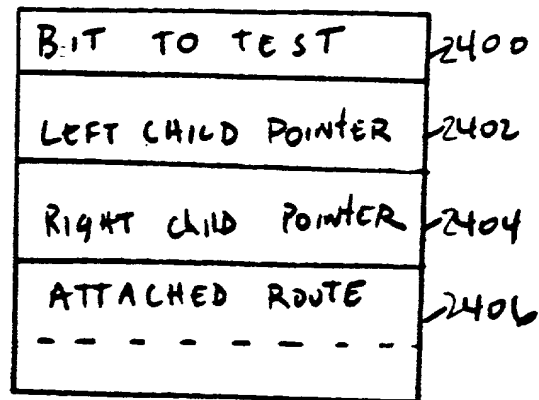 BIT TO TEST 2400
LEFT CHILD POINTER 2402
RIGHT CHILD POINTER 2404
ATTACHED ROUTE 2406